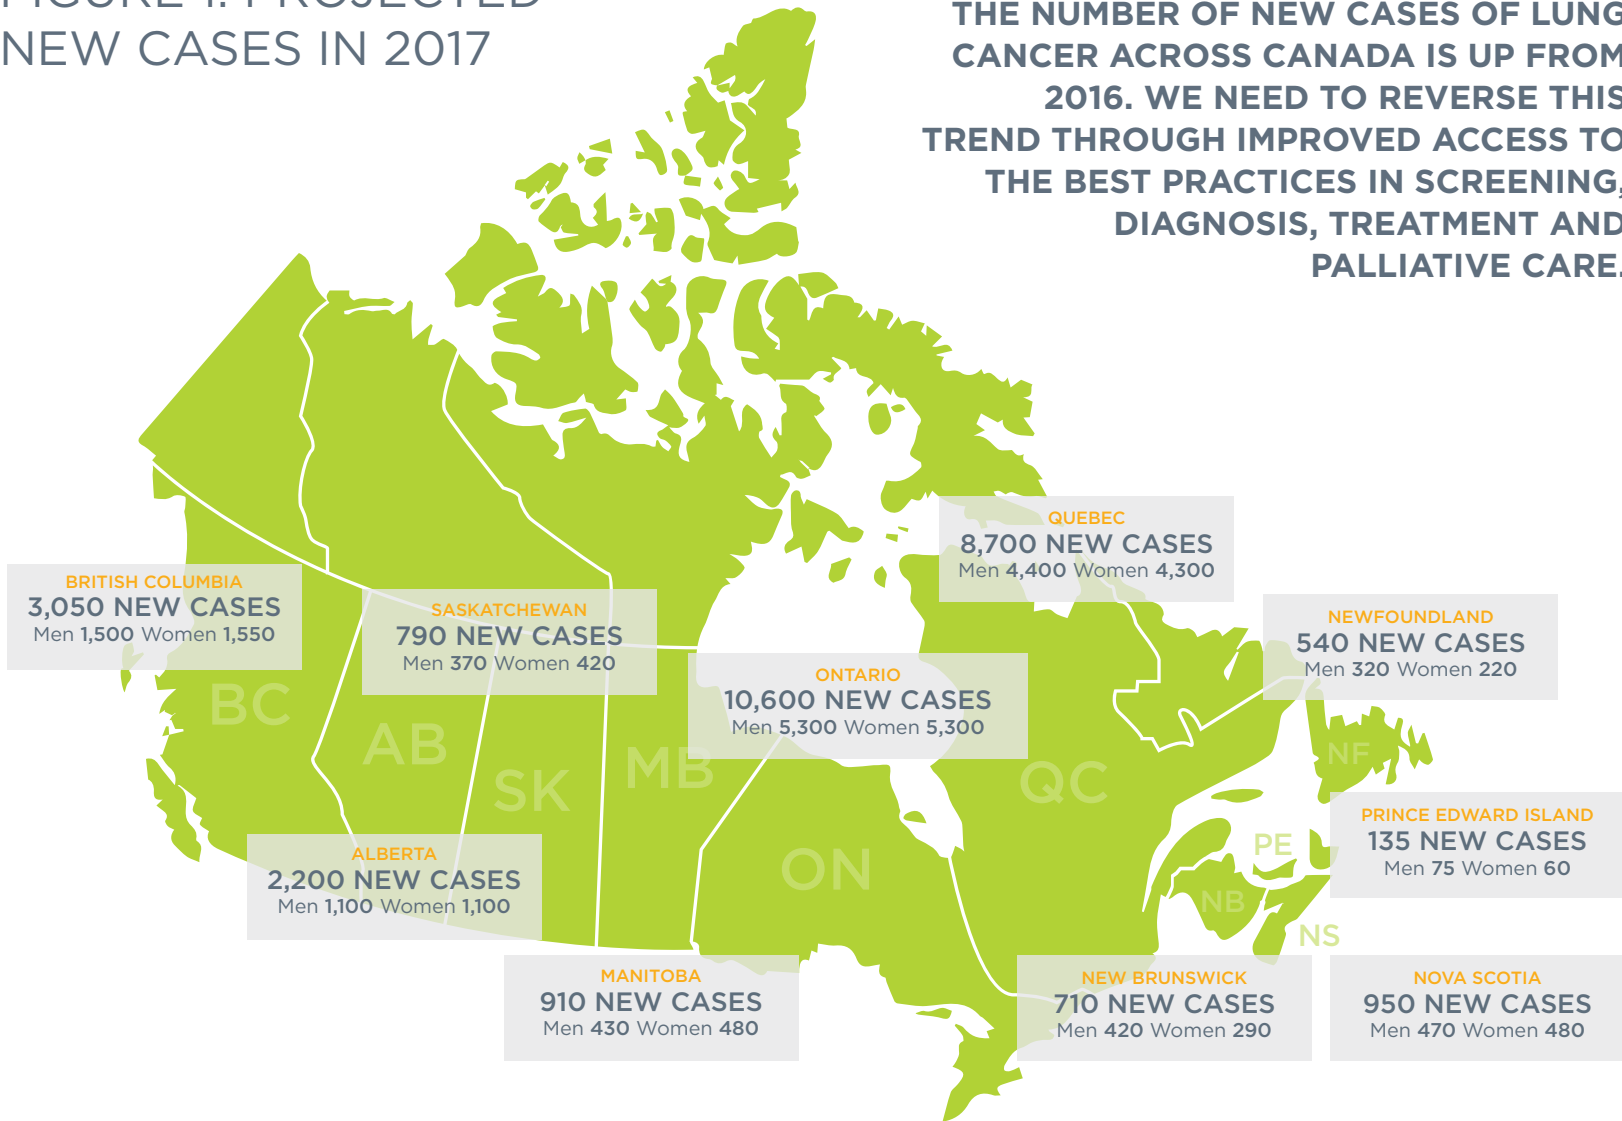 FIGURE 1: PROJECTED
NEW CASES IN 2017
THE NUMBER OF NEW CASES OF LUNG
CANCER ACROSS CANADA IS UP FROM
2016. WE NEED TO REVERSE THIS
TREND THROUGH IMPROVED ACCESS TO
THE BEST PRACTICES IN SCREENING,
DIAGNOSIS, TREATMENT AND
PALLIATIVE CARE.
QUEBEC
8,700 NEW CASES
Men 4,400 Women 4,300
BRITISH COLUMBIA
3,050 NEW CASES
Men 1,500 Women 1,550
SASKATCHEWAN
790 NEW CASES
Men 370 Women 420
NEWFOUNDLAND
540 NEW CASES
Men 320 Women 220
ONTARIO
10,600 NEW CASES
Men 5,300 Women 5,300
BC
AB
SK
MB
QC
NF
ON
PE
NB
NS
PRINCE EDWARD ISLAND
135 NEW CASES
Men 75 Women 60
ALBERTA
2,200 NEW CASES
Men 1,100 Women 1,100
MANITOBA
910 NEW CASES
Men 430 Women 480
NEW BRUNSWICK
710 NEW CASES
Men 420 Women 290
NOVA SCOTIA
950 NEW CASES
Men 470 Women 480